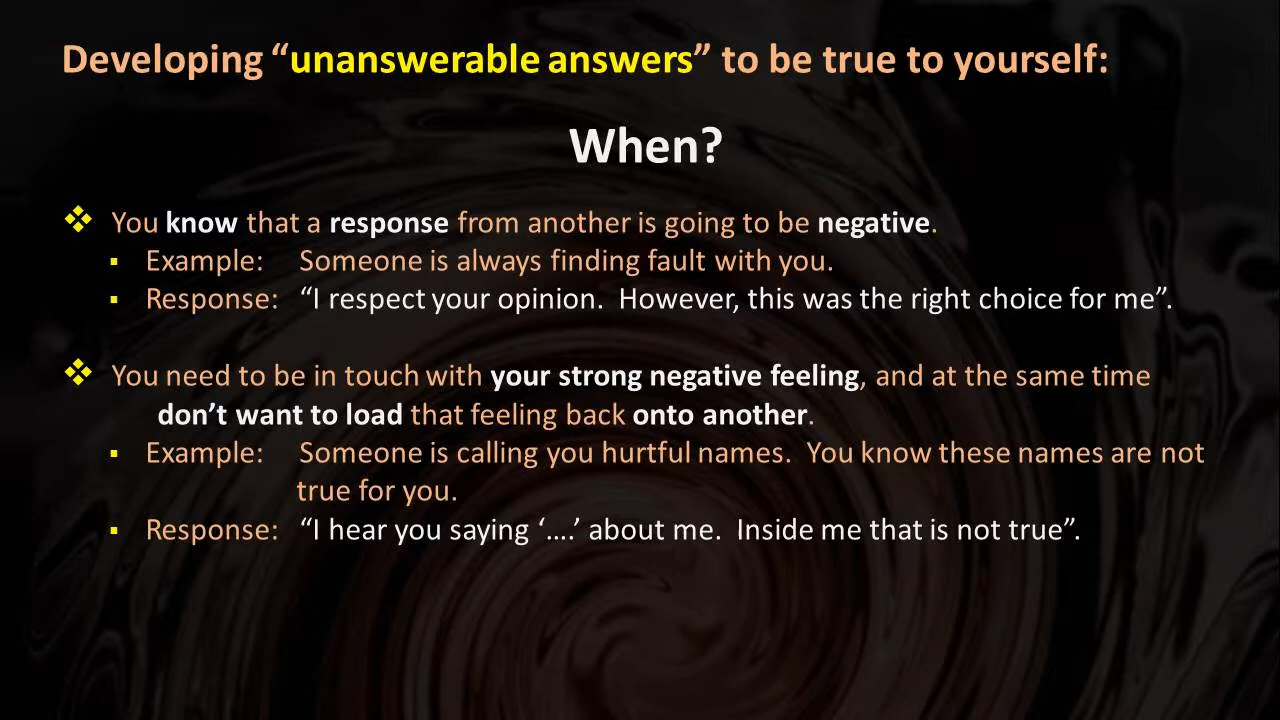 Developing “unanswerable answers” to be true to yourself:
When?
❖ You know that a response from another is going to be negative.
▪ Example: Someone is always finding fault with you.
▪ Response: “I respect your opinion. However, this was the right choice for me”.
❖ You need to be in touch with your strong negative feeling, and at the same time
don’t want to load that feeling back onto another.
▪ Example: Someone is calling you hurtful names. You know these names are not
true for you.
▪ Response: “I hear you saying ‘….’ about me. Inside me that is not true”.